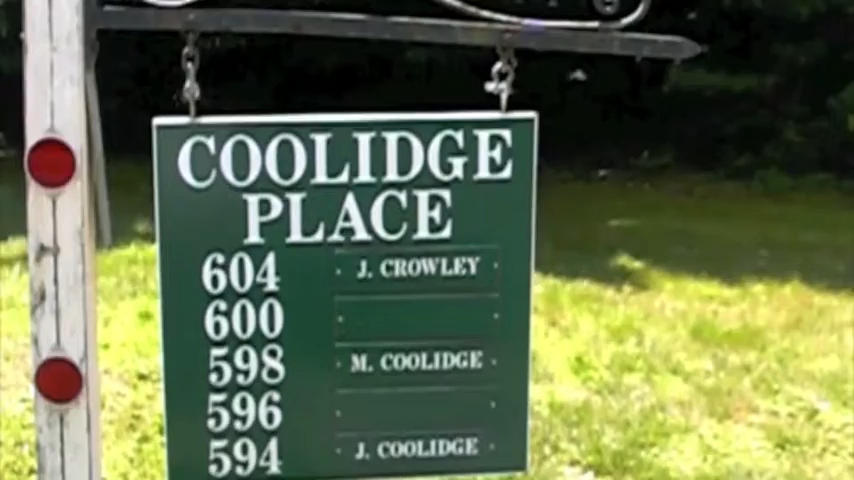 COOLIDGE
PLACE
604 J. CROWLEY
600
598 M. COOLIDGE
596
594 J. COOLIDGE